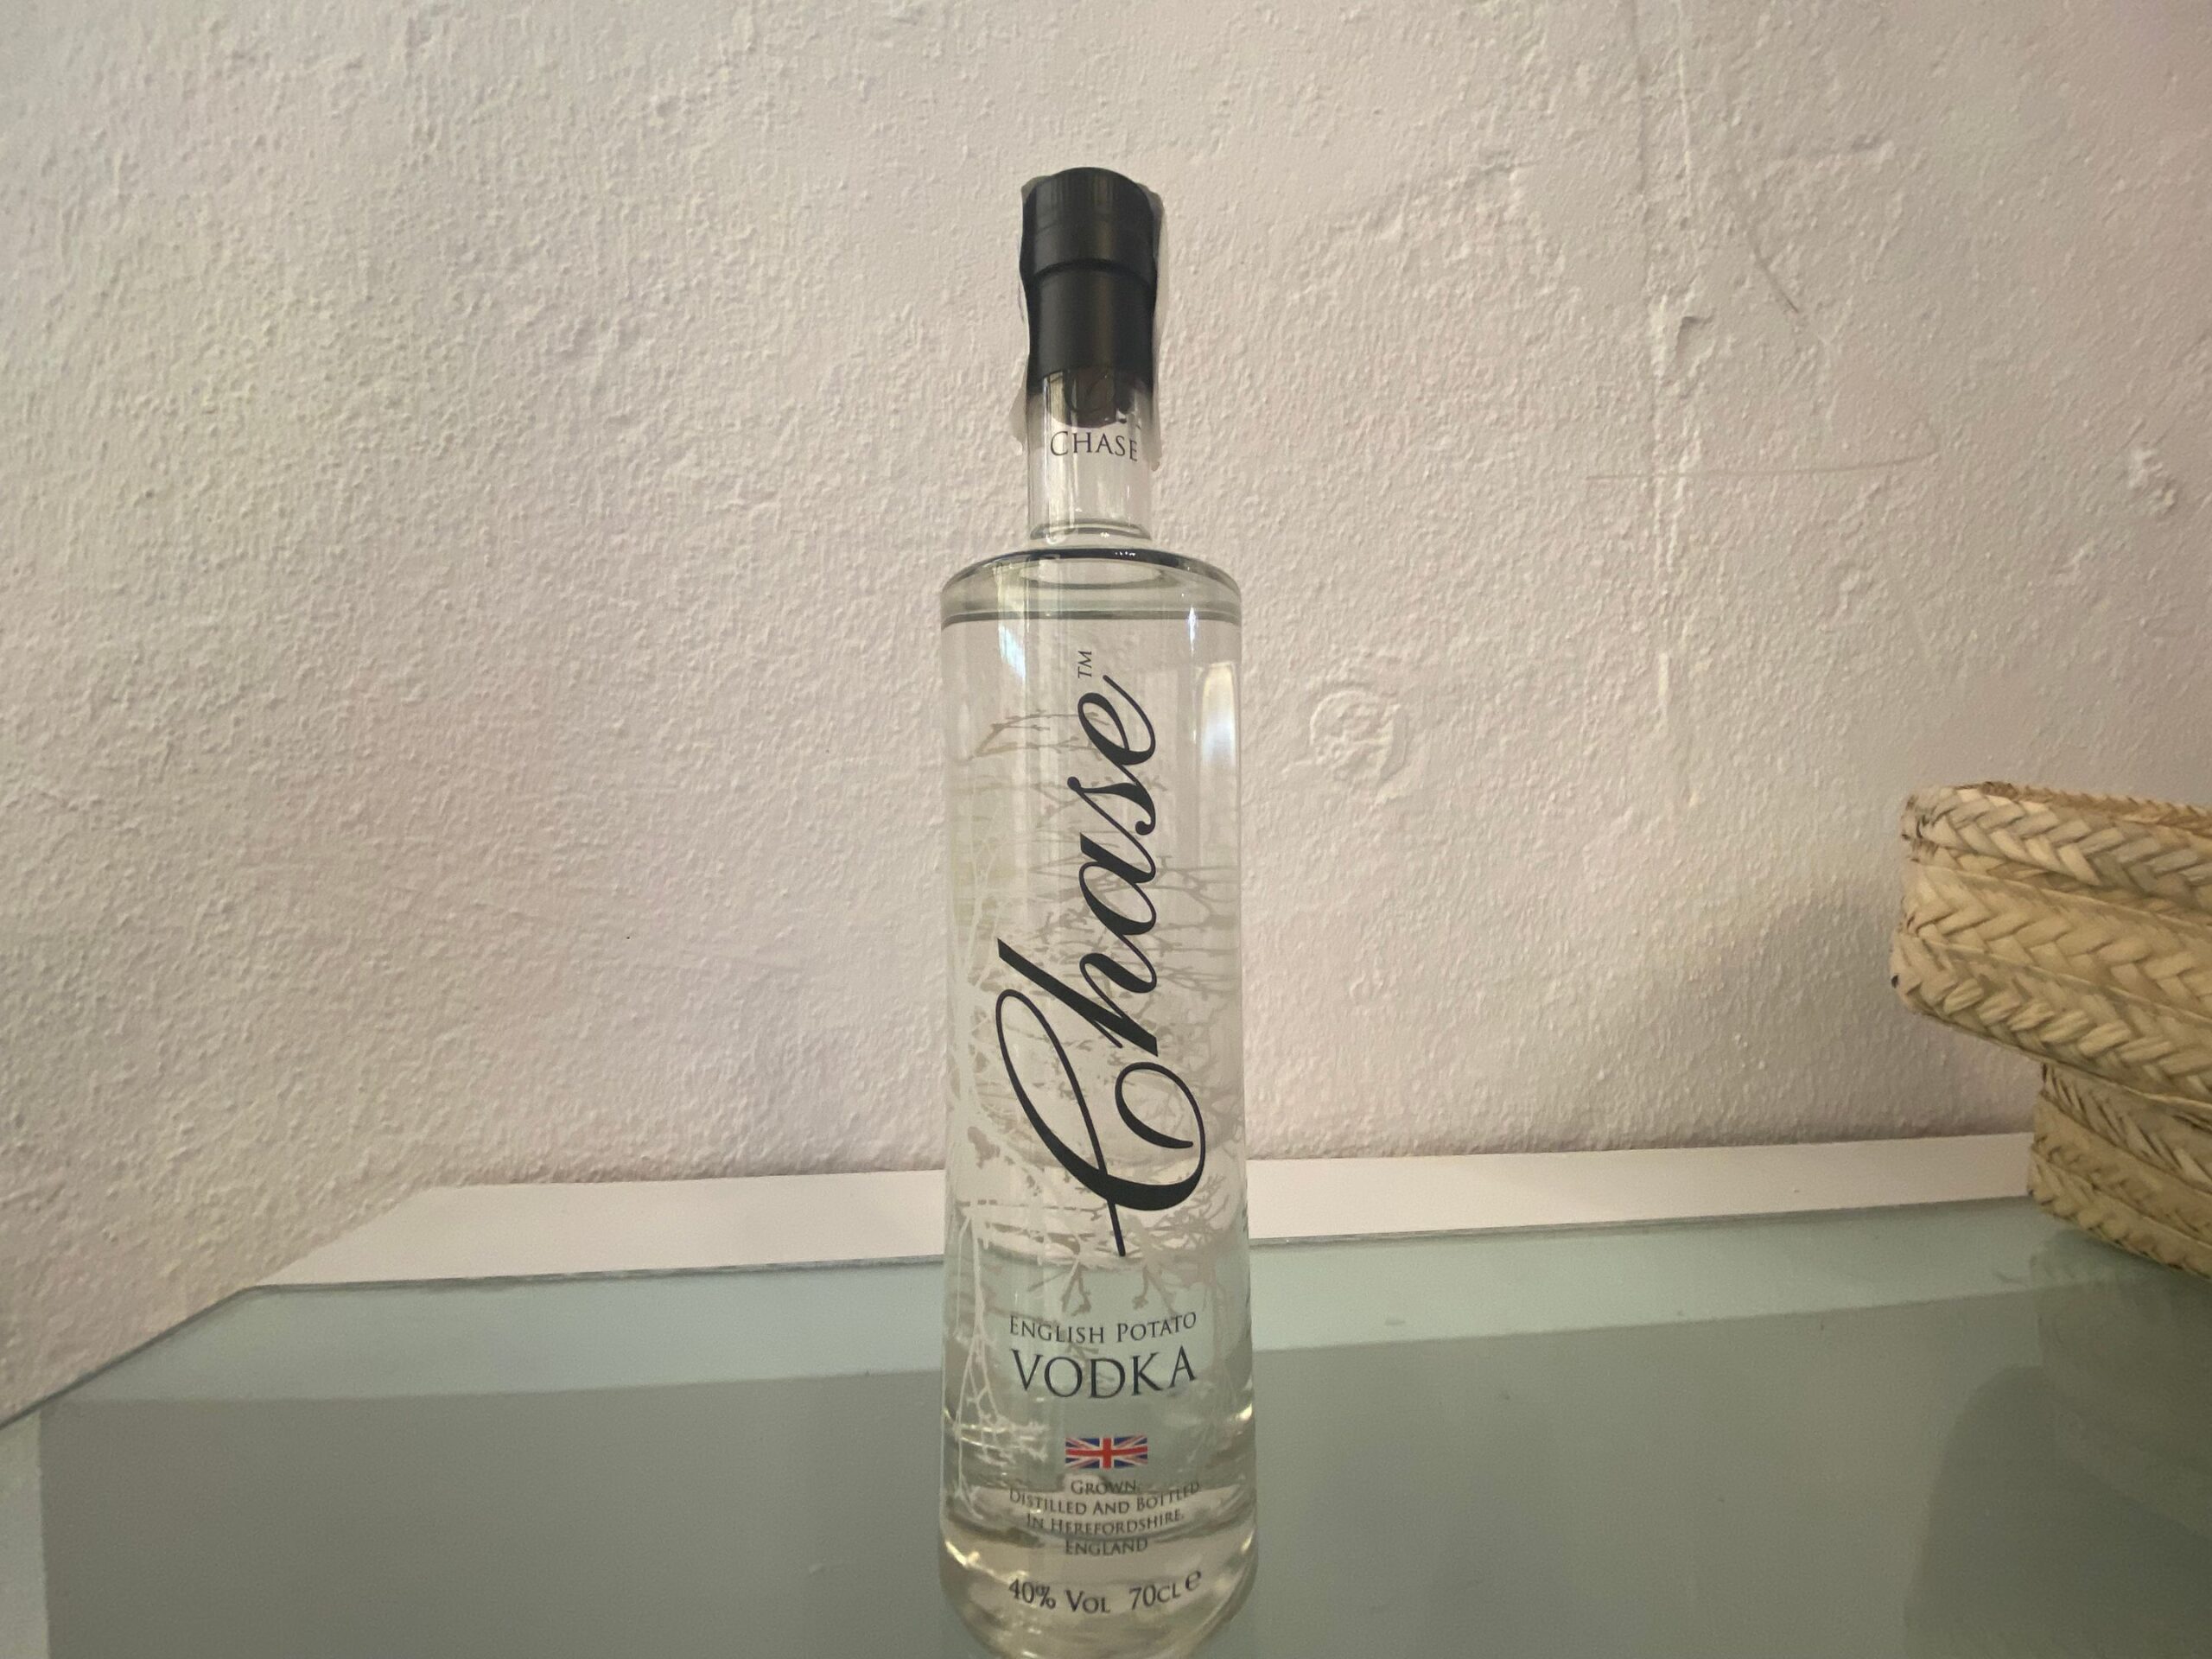 CHASE
Chase™
ENGLISH POTATO
VODKA
GROWN,
DISTILLED AND BOTTLED
IN HEREFORDSHIRE,
ENGLAND
40% VOL 70CL e